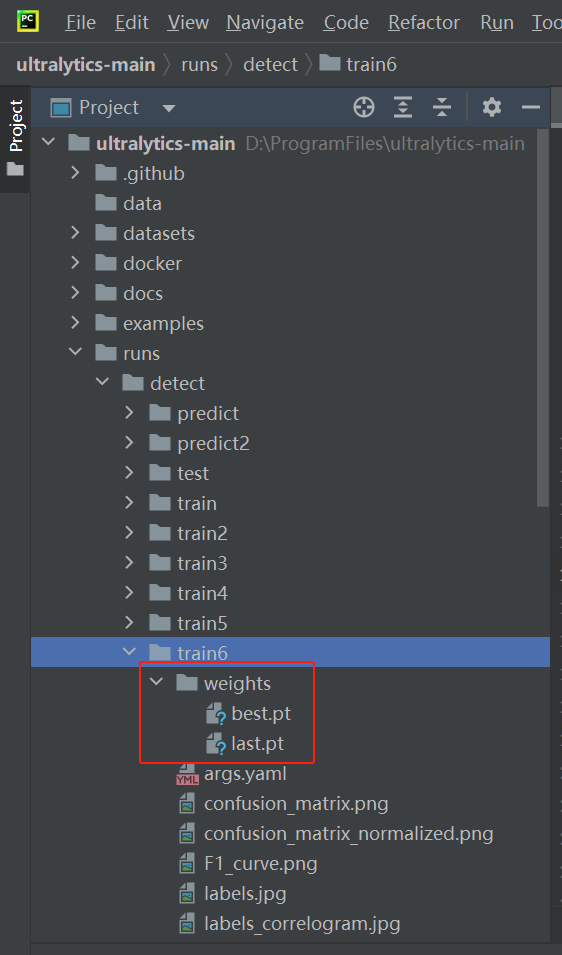 PC
File Edit View Navigate Code Refactor Run Too
ultralytics-main runs detect train6
Project
Project
ultralytics-main D:\ProgramFiles\ultralytics-main
.github
data
datasets
docker
docs
examples
runs
detect
predict
predict2
test
train
train2
train3
train4
train5
train6
weights
best.pt
last.pt
YML args.yaml
confusion_matrix.png
confusion_matrix_normalized.png
F1_curve.png
labels.jpg
labels_correlogram.jpg